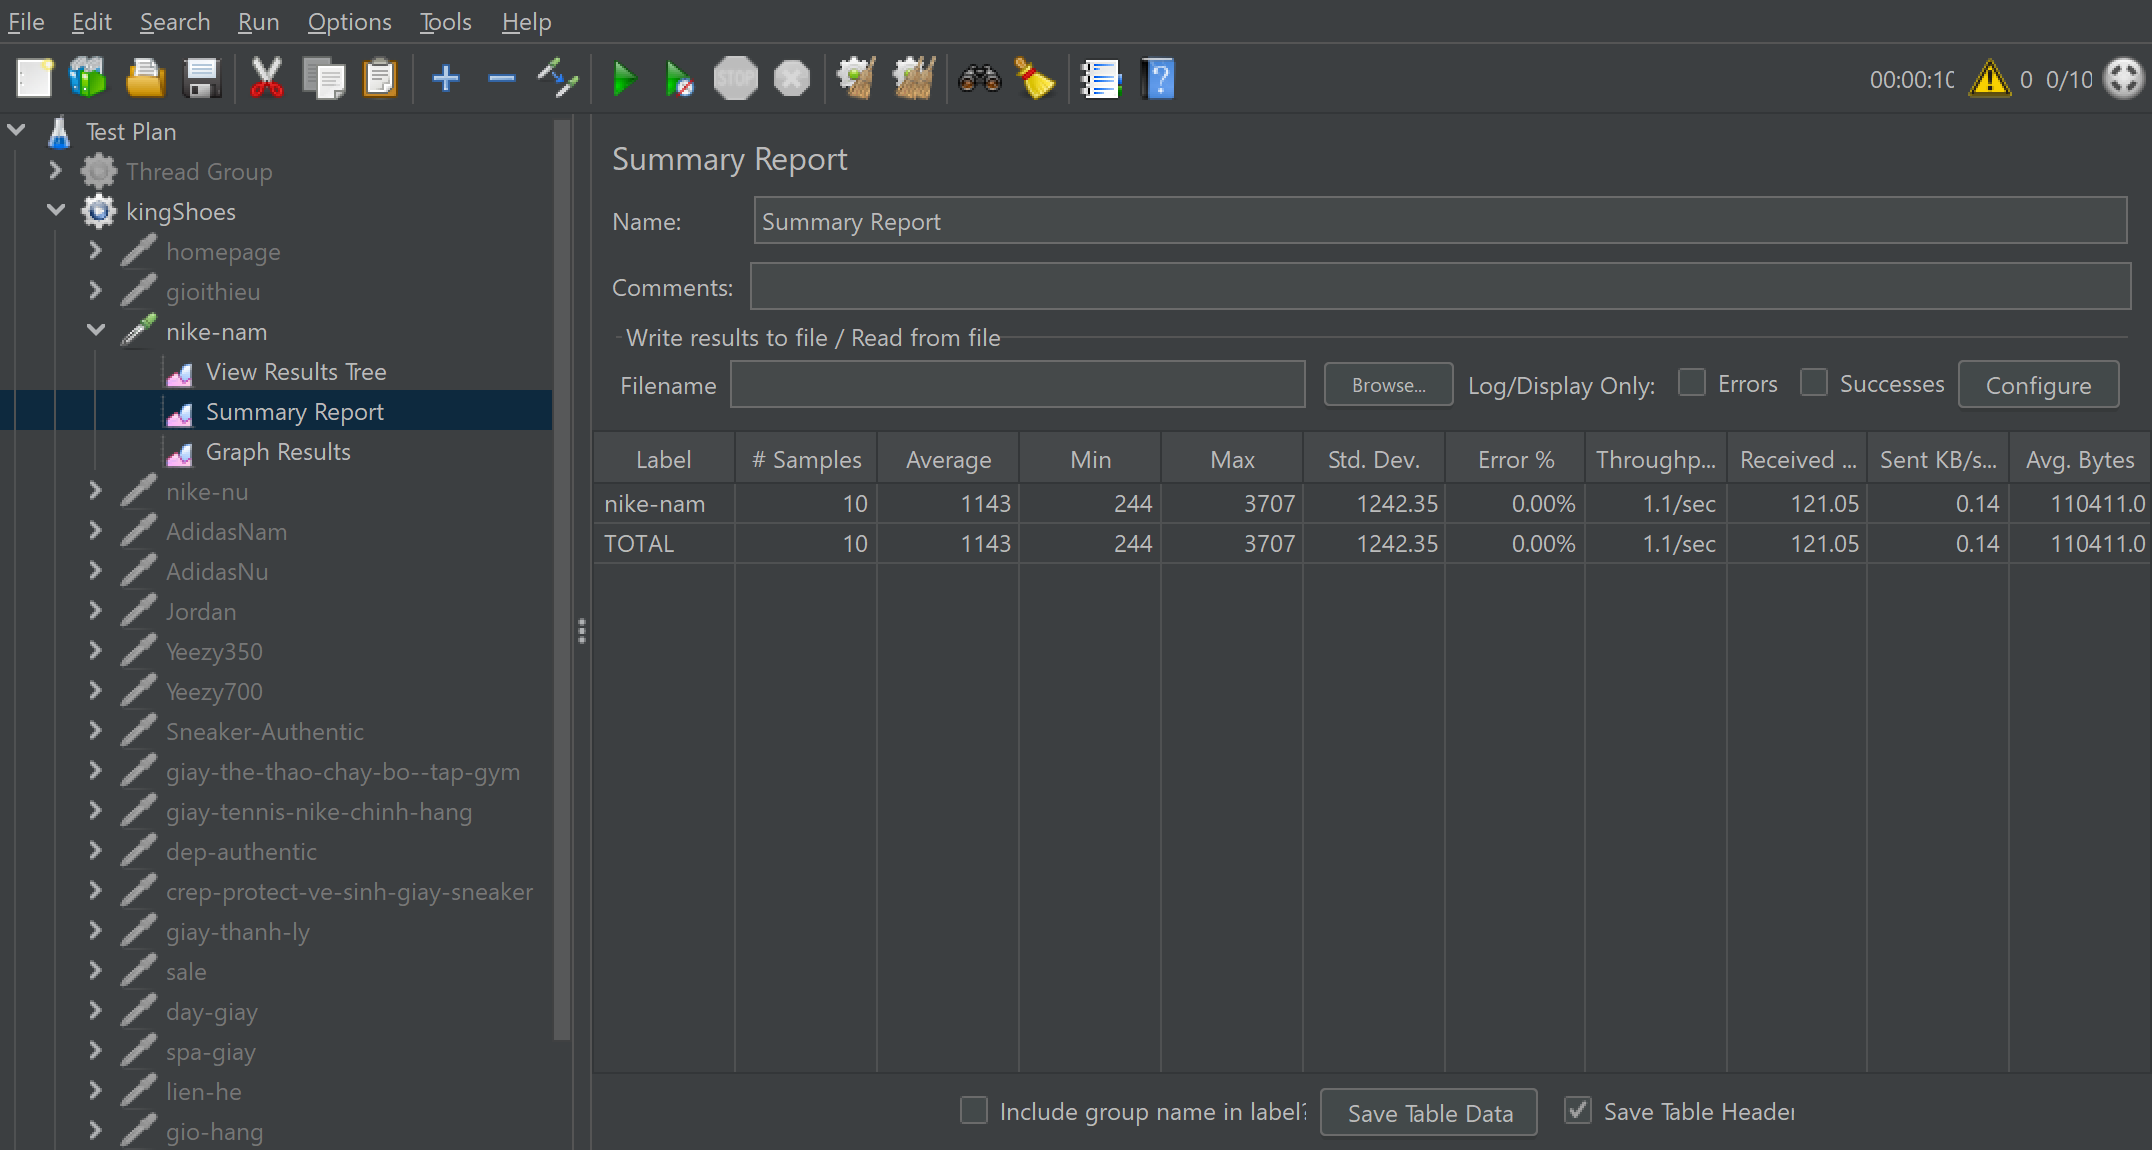 File Edit Search Run Options Tools Help
STOP ? 00:00:10 0 0/10
Test Plan
Thread Group
kingShoes
homepage
gioithieu
nike-nam
View Results Tree
Summary Report
Graph Results
nike-nu
AdidasNam
AdidasNu
Jordan
Yeezy350
Yeezy700
Sneaker-Authentic
giay-the-thao-chay-bo--tap-gym
giay-tennis-nike-chinh-hang
dep-authentic
crep-protect-ve-sinh-giay-sneaker
giay-thanh-ly
sale
day-giay
spa-giay
lien-he
gio-hang
Summary Report
Name: Summary Report
Comments:
Write results to file / Read from file
Filename Browse... Log/Display Only: Errors Successes Configure
Label # Samples Average Min Max Std. Dev. Error % Throughp... Received ... Sent KB/s... Avg. Bytes
nike-nam 10 1143 244 3707 1242.35 0.00% 1.1/sec 121.05 0.14 110411.0
TOTAL 10 1143 244 3707 1242.35 0.00% 1.1/sec 121.05 0.14 110411.0
Include group name in label? Save Table Data Save Table Header